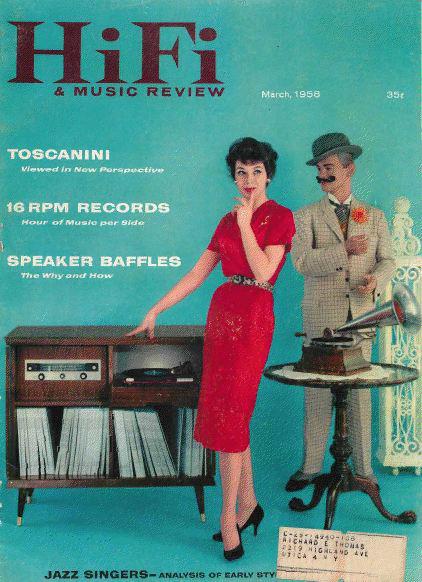 HiFi
& MUSIC REVIEW
March, 1958
35¢
TOSCANINI
Viewed in New Perspective
16 RPM RECORDS
Hour of Music per Side
SPEAKER BAFFLES
The Why and How
RICHARD E THOMAS
2219 HIGHLAND AVE
UTICA 4 N Y
JAZZ SINGERS—ANALYSIS OF EARLY STY